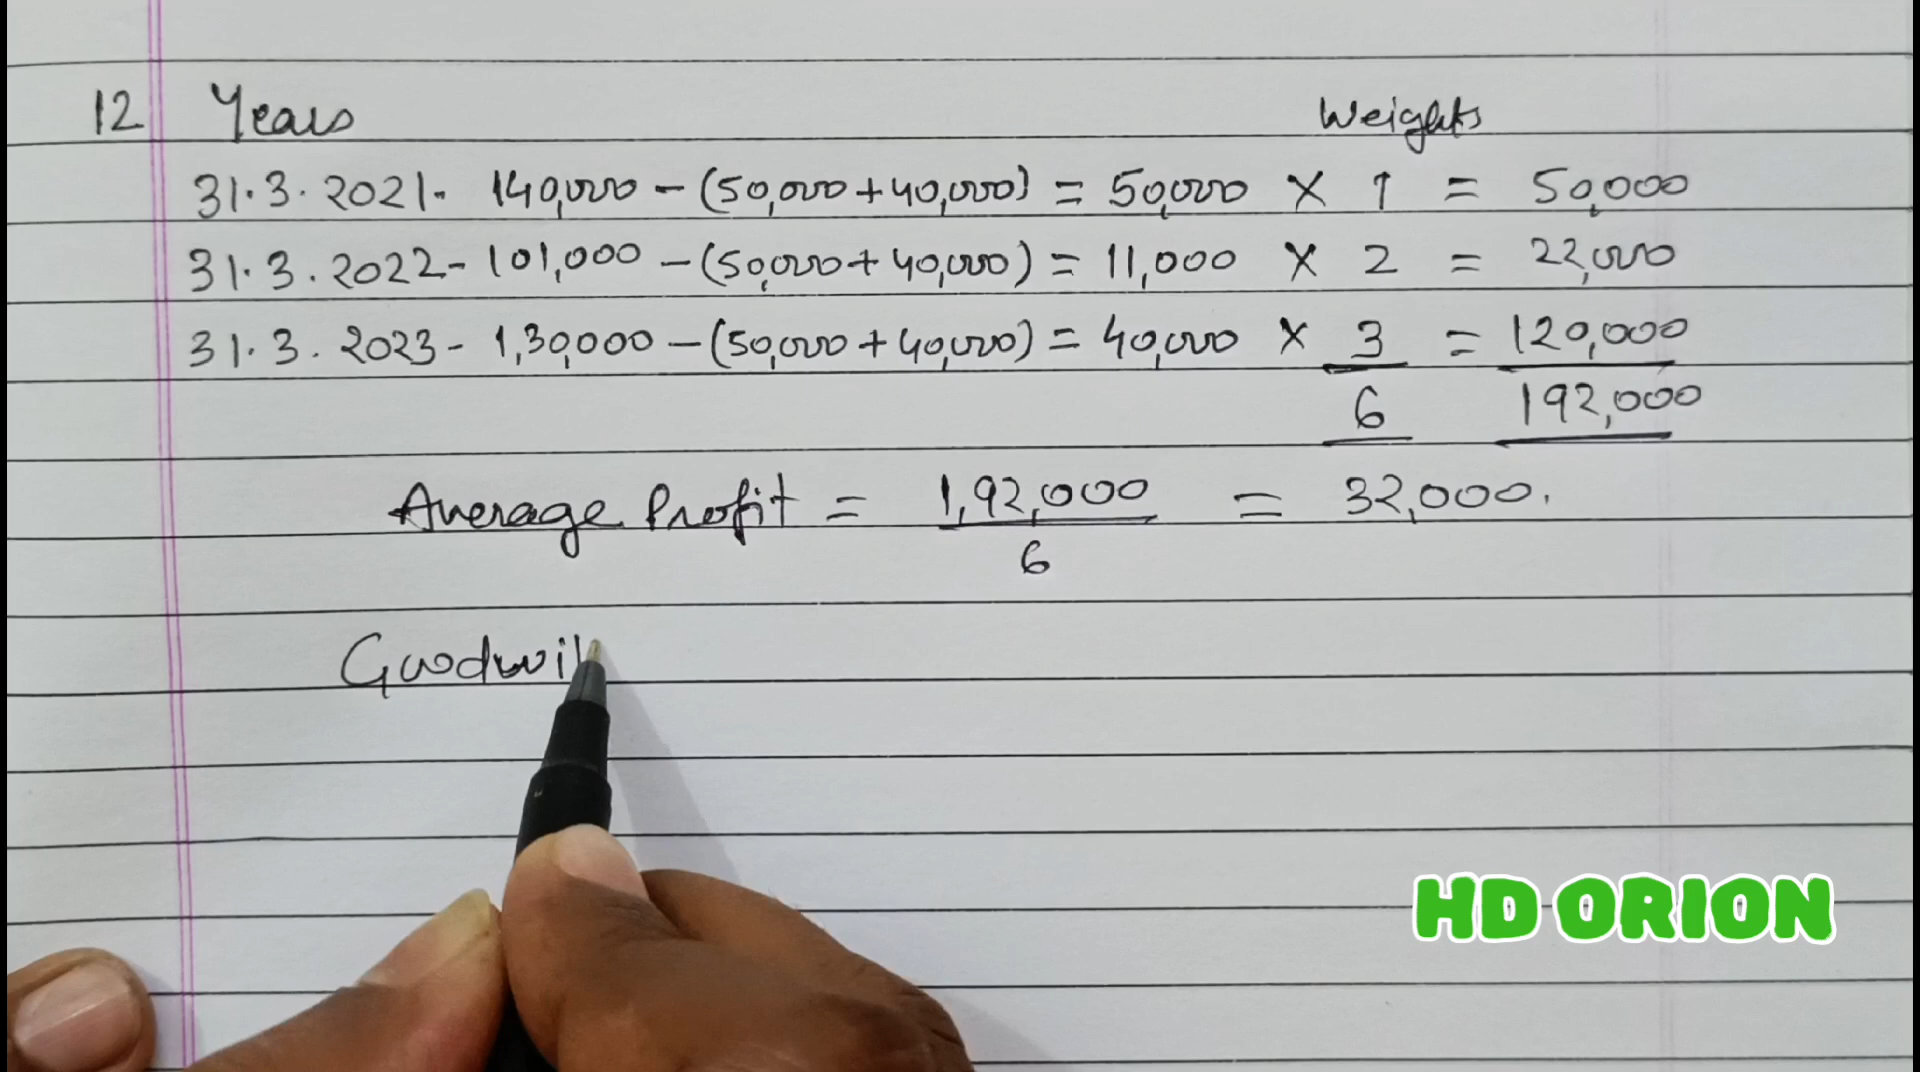 12 Years Weights
31.3.2021- 140,000 - (50,000 + 40,000) = 50,000 × 1 = 50,000
31.3.2022- 101,000 - (50,000 + 40,000) = 11,000 × 2 = 22,000
31.3.2023- 1,30,000 - (50,000 + 40,000) = 40,000 × 3 = 120,000
6 192,000
Average Profit = 1,92,000 / 6 = 32,000.
Goodwil
HD ORION